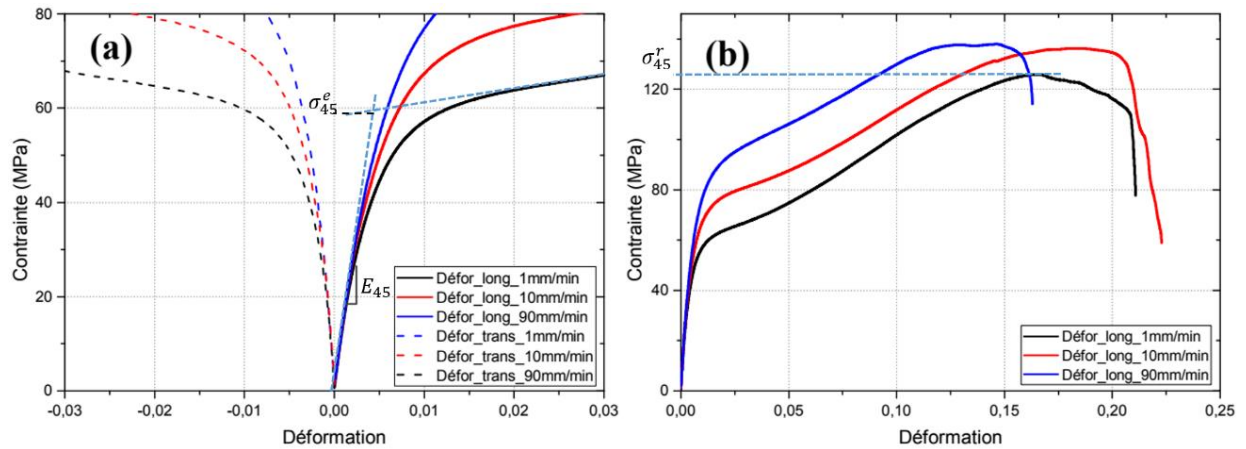 (a)
Contrainte (MPa)
80
60
40
20
0
σ₄₅ᵉ
E₄₅
Défor_long_1mm/min
Défor_long_10mm/min
Défor_long_90mm/min
Défor_trans_1mm/min
Défor_trans_10mm/min
Défor_trans_90mm/min
-0,03 -0,02 -0,01 0,00 0,01 0,02 0,03
Déformation
(b)
Contrainte (MPa)
σ₄₅ʳ
120
80
40
0
Défor_long_1mm/min
Défor_long_10mm/min
Défor_long_90mm/min
0,00 0,05 0,10 0,15 0,20 0,25
Déformation